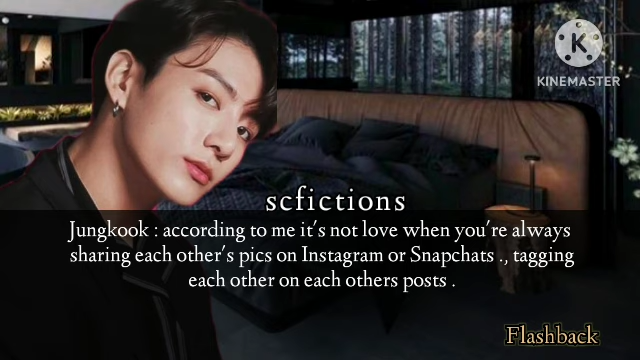 K
KINEMASTER
scfictions
Jungkook : according to me it's not love when you're always
sharing each other's pics on Instagram or Snapchats ., tagging
each other on each others posts .
Flashback